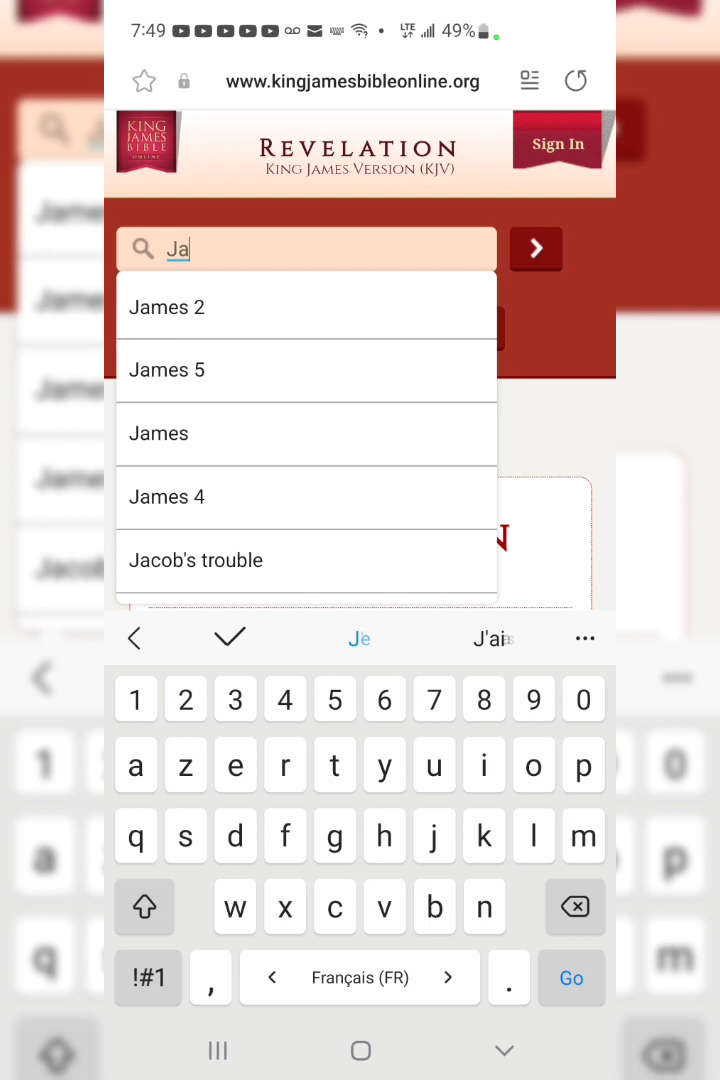 7:49 LTE 49%
www.kingjamesbibleonline.org
KING
JAMES
BIBLE
ONLINE
REVELATION
KING JAMES VERSION (KJV)
Sign In
Ja
James 2
James 5
James
James 4
Jacob's trouble
N
Je J'ai
1 2 3 4 5 6 7 8 9 0
a z e r t y u i o p
q s d f g h j k l m
w x c v b n
!#1 , < Français (FR) > . Go